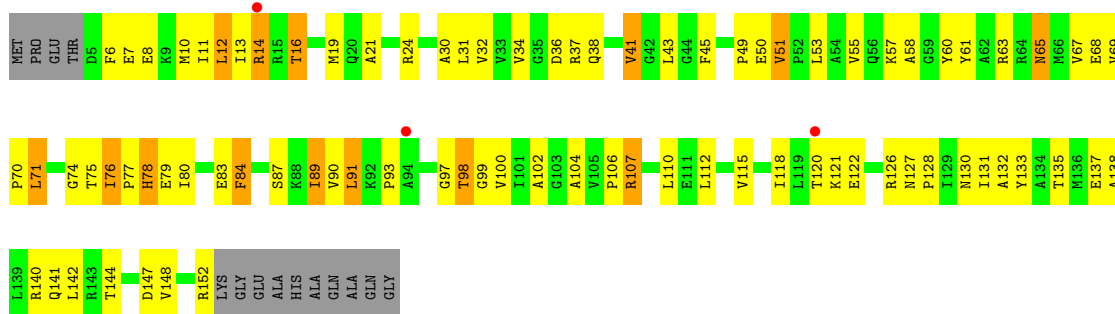 MET PRO GLU THR D5 F6 E7 E8 K9 M10 I11 L12 I13 R14 R15 T16 M19 Q20 A21 R24 A30 L31 V32 V33 V34 G35 D36 R37 Q38 V41 G42 L43 G44 F45 P49 E50 V51 P52 L53 A54 V55 Q56 K57 A58 G59 Y60 Y61 A62 R63 R64 N65 M66 V67 E68 V69
P70 L71 G74 T75 I76 P77 H78 E79 I80 E83 F84 S87 K88 I89 V90 L91 K92 P93 A94 G97 T98 G99 V100 I101 A102 G103 A104 V105 P106 R107 L110 E111 L112 V115 I118 L119 T120 K121 E122 R126 N127 P128 I129 N130 I131 A132 Y133 A134 T135 M136 E137 A138
L139 R140 Q141 L142 R143 T144 D147 V148 R152 LYS GLY GLU ALA HIS ALA GLN ALA GLN GLY